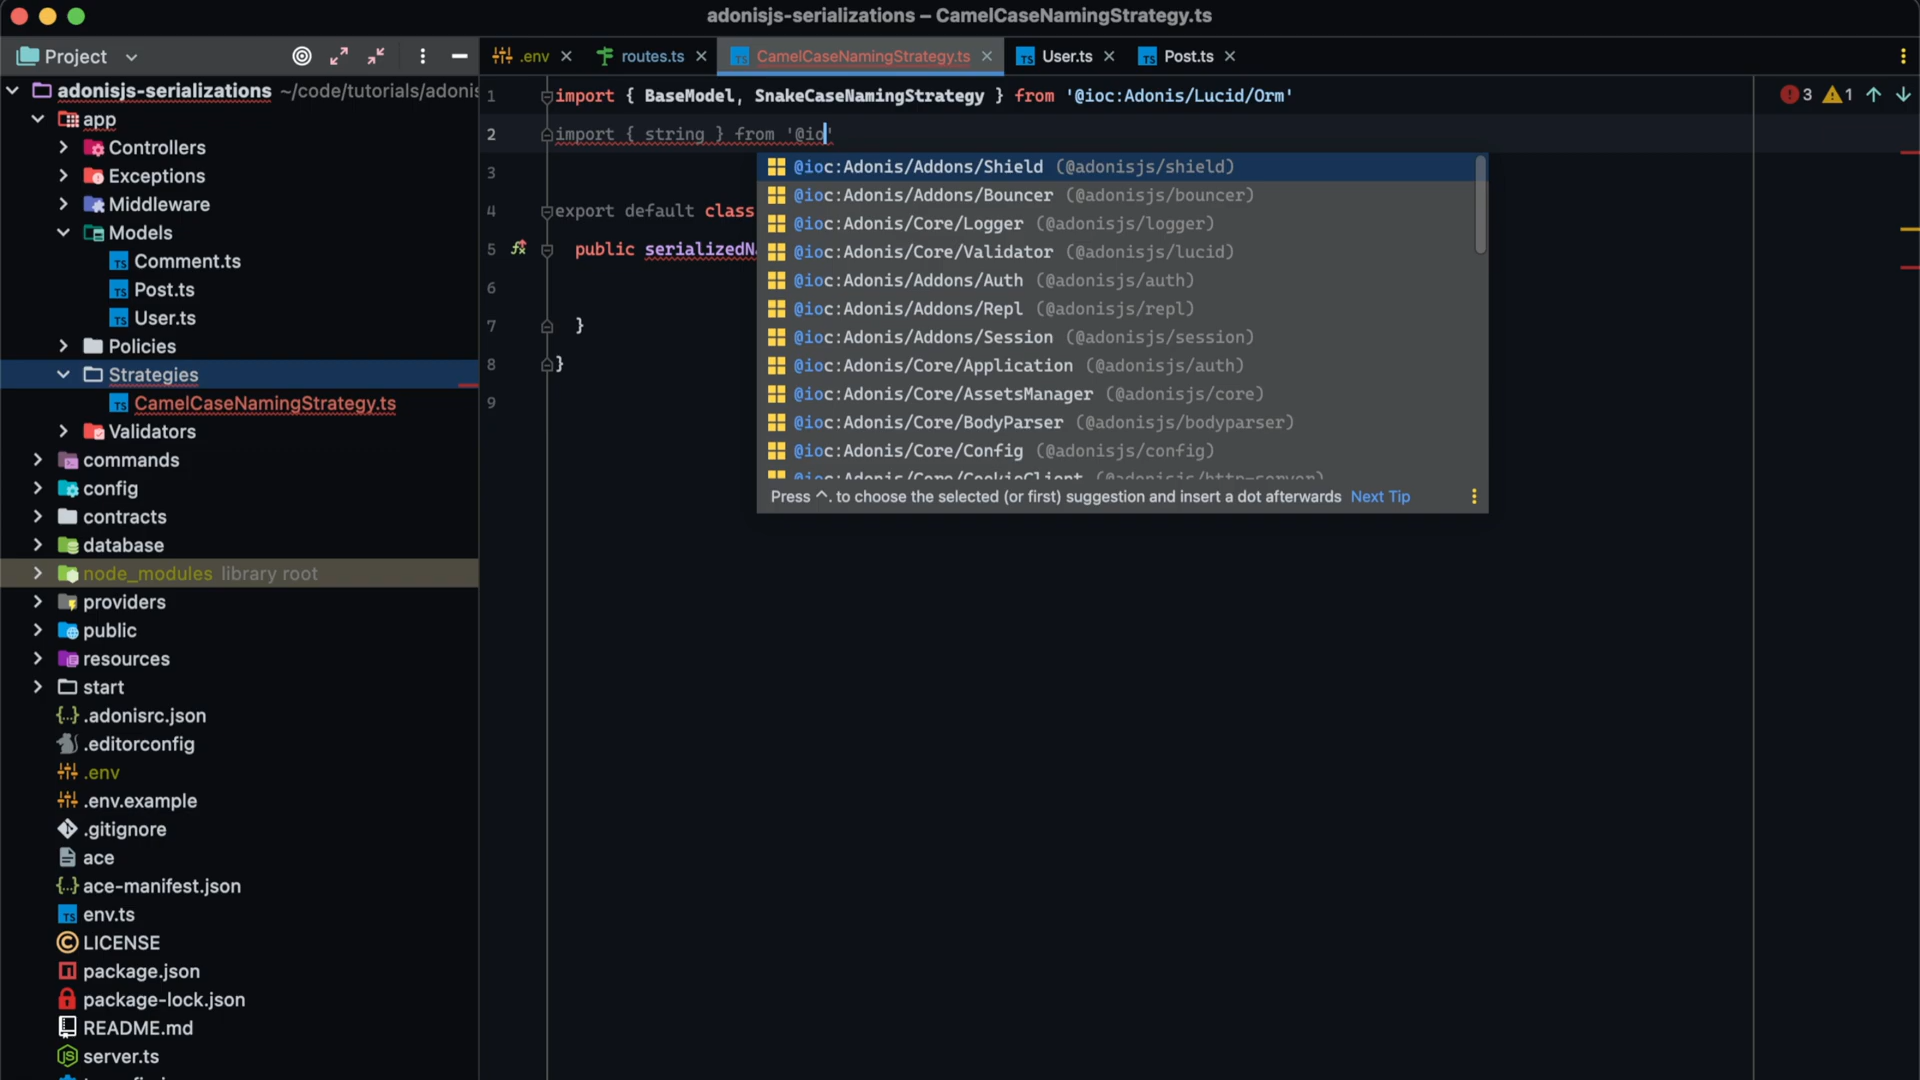 adonisjs-serializations – CamelCaseNamingStrategy.ts
Project
.env
routes.ts
CamelCaseNamingStrategy.ts
User.ts
Post.ts
adonisjs-serializations ~/code/tutorials/adonis
app
Controllers
Exceptions
Middleware
Models
Comment.ts
Post.ts
User.ts
Policies
Strategies
CamelCaseNamingStrategy.ts
Validators
commands
config
contracts
database
node_modules library root
providers
public
resources
start
.adonisrc.json
.editorconfig
.env
.env.example
.gitignore
ace
ace-manifest.json
env.ts
LICENSE
package.json
package-lock.json
README.md
server.ts
1 import { BaseModel, SnakeCaseNamingStrategy } from '@ioc:Adonis/Lucid/Orm'
2 import { string } from '@io'
3
4 export default class
5 public serializedN
6
7 }
8 }
9
3 1
@ioc:Adonis/Addons/Shield (@adonisjs/shield)
@ioc:Adonis/Addons/Bouncer (@adonisjs/bouncer)
@ioc:Adonis/Core/Logger (@adonisjs/logger)
@ioc:Adonis/Core/Validator (@adonisjs/lucid)
@ioc:Adonis/Addons/Auth (@adonisjs/auth)
@ioc:Adonis/Addons/Repl (@adonisjs/repl)
@ioc:Adonis/Addons/Session (@adonisjs/session)
@ioc:Adonis/Core/Application (@adonisjs/auth)
@ioc:Adonis/Core/AssetsManager (@adonisjs/core)
@ioc:Adonis/Core/BodyParser (@adonisjs/bodyparser)
@ioc:Adonis/Core/Config (@adonisjs/config)
@ioc:Adonis/Core/CookieClient (@adonisjs/http-server)
Press ^. to choose the selected (or first) suggestion and insert a dot afterwards Next Tip